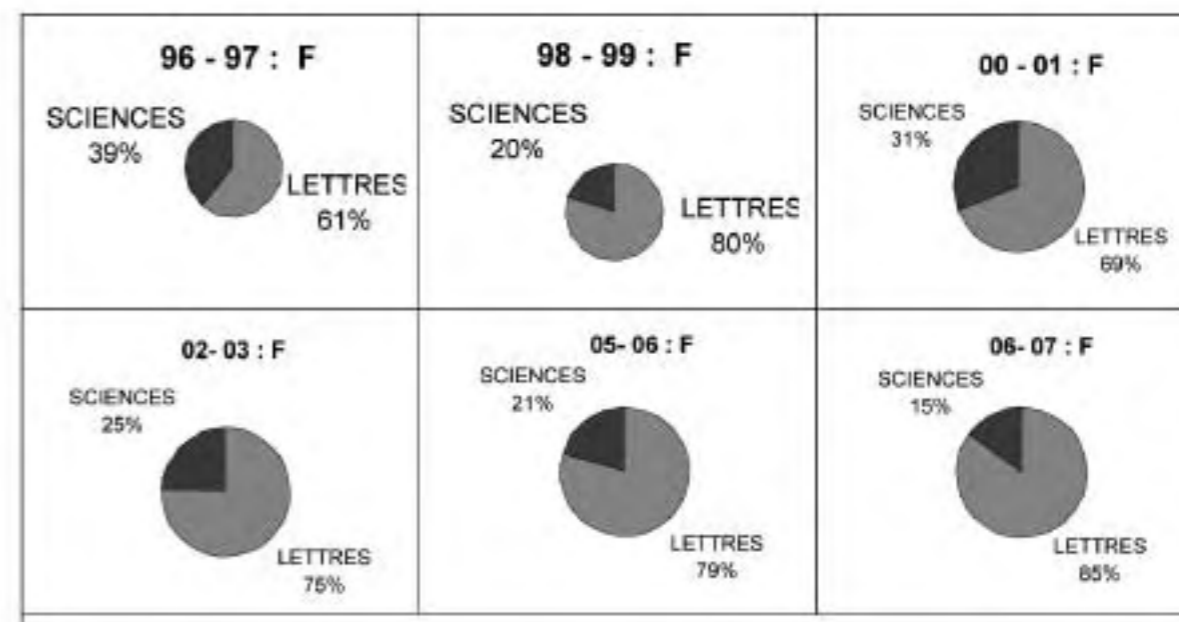 96 - 97 : F
SCIENCES
39%
LETTRES
61%
98 - 99 : F
SCIENCES
20%
LETTRES
80%
00 - 01 : F
SCIENCES
31%
LETTRES
69%
02- 03 : F
SCIENCES
25%
LETTRES
75%
05- 06 : F
SCIENCES
21%
LETTRES
79%
06- 07 : F
SCIENCES
15%
LETTRES
85%